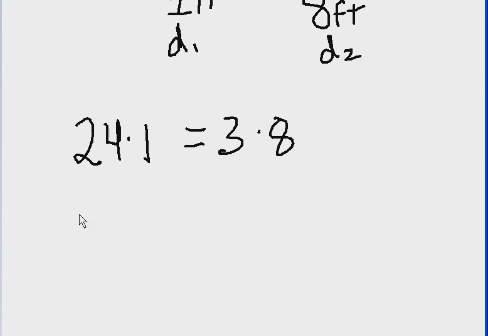 8ft
d₁ d₂
24·1 = 3·8